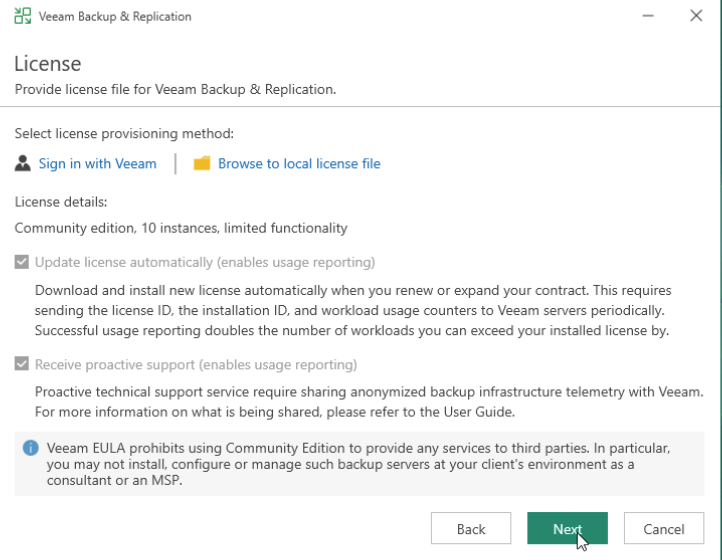 Veeam Backup & Replication
License
Provide license file for Veeam Backup & Replication.
Select license provisioning method:
Sign in with Veeam
Browse to local license file
License details:
Community edition, 10 instances, limited functionality
Update license automatically (enables usage reporting)
Download and install new license automatically when you renew or expand your contract. This requires
sending the license ID, the installation ID, and workload usage counters to Veeam servers periodically.
Successful usage reporting doubles the number of workloads you can exceed your installed license by.
Receive proactive support (enables usage reporting)
Proactive technical support service require sharing anonymized backup infrastructure telemetry with Veeam.
For more information on what is being shared, please refer to the User Guide.
Veeam EULA prohibits using Community Edition to provide any services to third parties. In particular,
you may not install, configure or manage such backup servers at your client's environment as a
consultant or an MSP.
Back
Next
Cancel